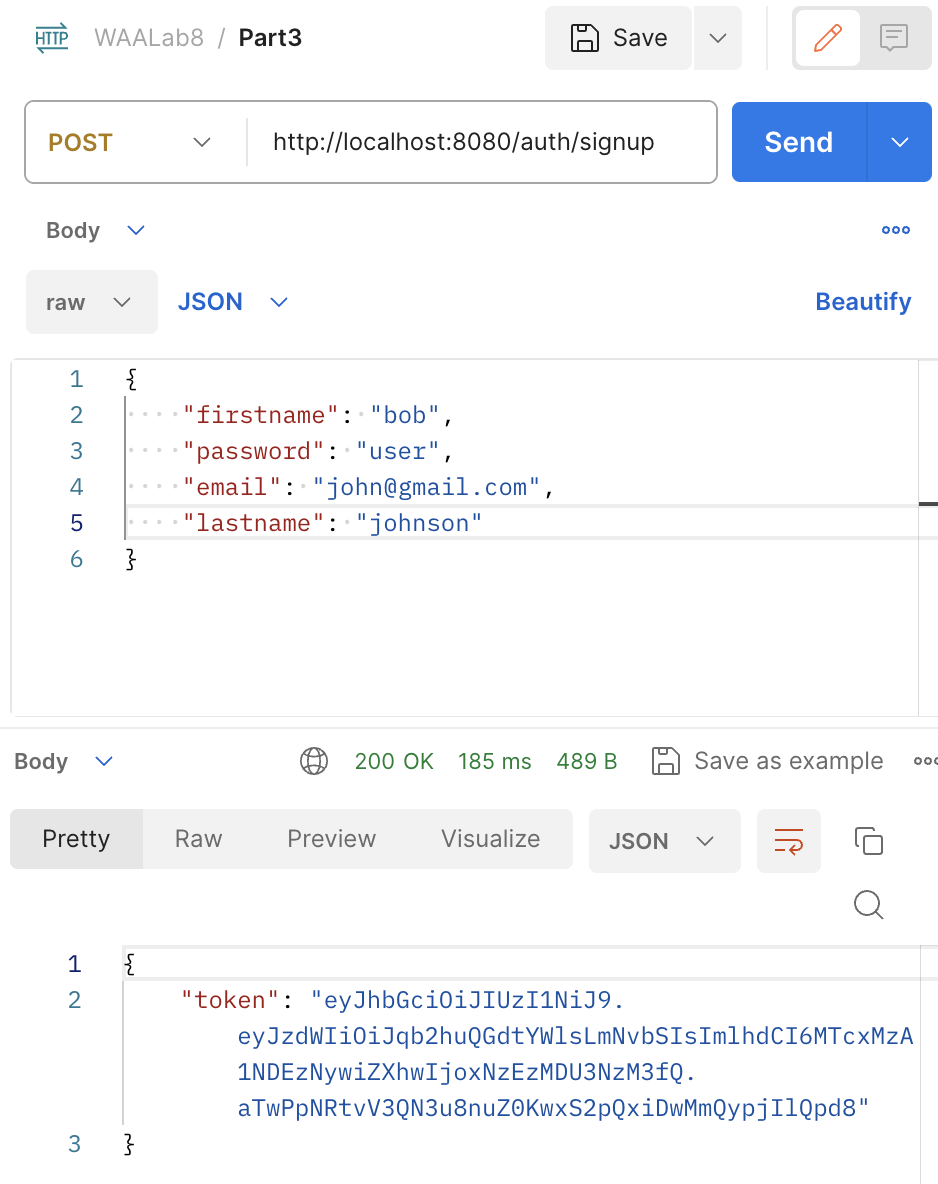 HTTP WAALab8 / Part3 Save
POST http://localhost:8080/auth/signup Send
Body
raw JSON Beautify
1 {
2 "firstname": "bob",
3 "password": "user",
4 "email": "john@gmail.com",
5 "lastname": "johnson"
6 }
Body 200 OK 185 ms 489 B Save as example
Pretty Raw Preview Visualize JSON
1 {
2 "token": "eyJhbGciOiJIUzI1NiJ9.
eyJzdWIiOiJqb2huQGdtYWlsLmNvbSIsImlhdCI6MTcxMzA
1NDEzNywiZXhwIjoxNzEzMDU3NzM3fQ.
aTwPpNRtvV3QN3u8nuZ0KwxS2pQxiDwMmQypjIlQpd8"
3 }